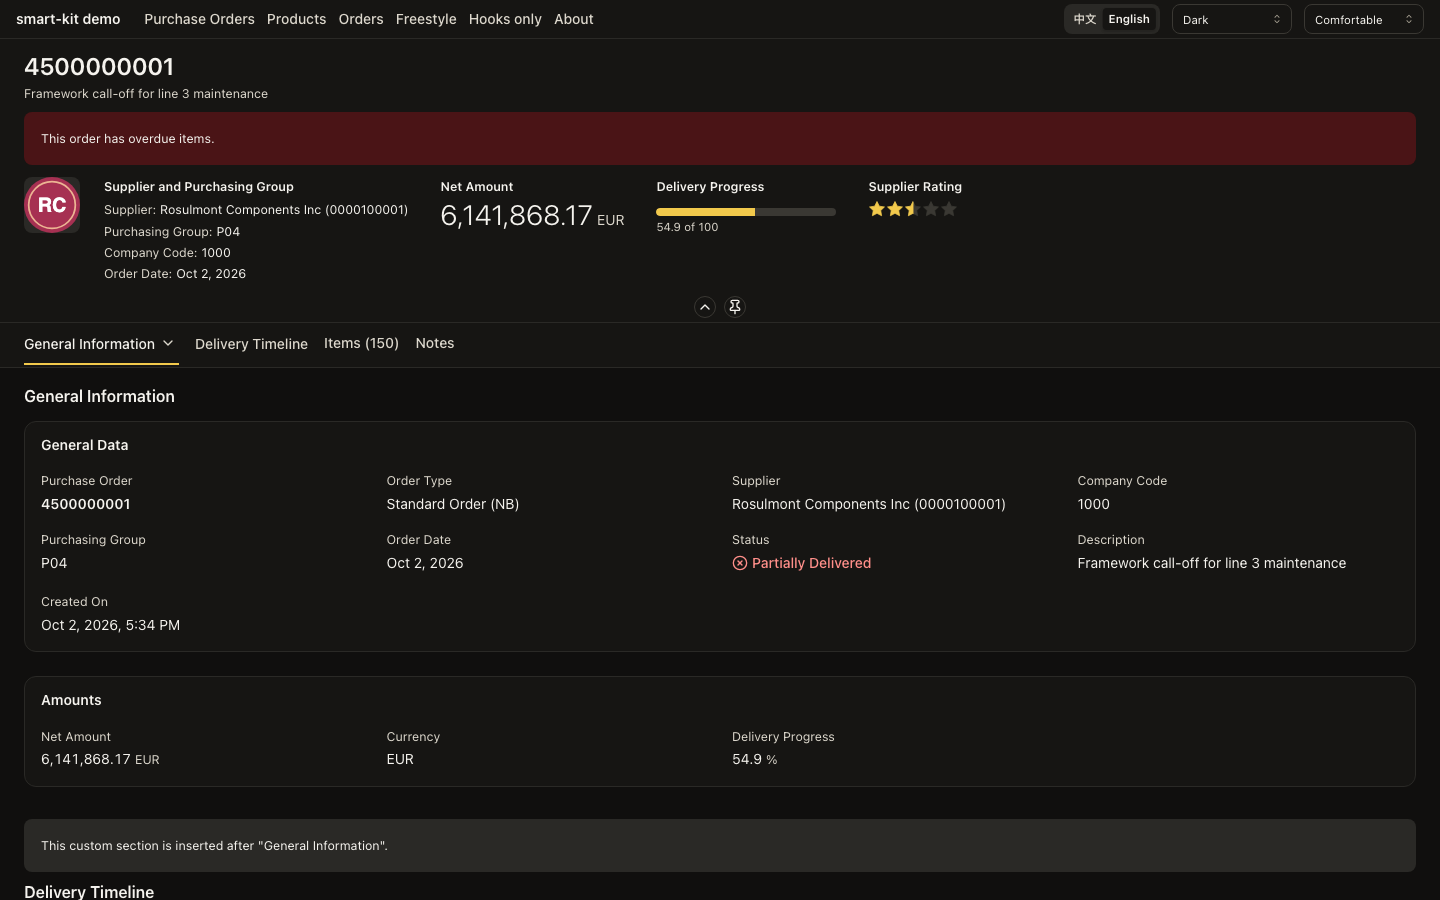 smart-kit demo Purchase Orders Products Orders Freestyle Hooks only About 中文 English Dark Comfortable
4500000001
Framework call-off for line 3 maintenance
This order has overdue items.
RC
Supplier and Purchasing Group
Supplier: Rosulmont Components Inc (0000100001)
Purchasing Group: P04
Company Code: 1000
Order Date: Oct 2, 2026
Net Amount
6,141,868.17 EUR
Delivery Progress
54.9 of 100
Supplier Rating
General Information Delivery Timeline Items (150) Notes
General Information
General Data
Purchase Order Order Type Supplier Company Code
4500000001 Standard Order (NB) Rosulmont Components Inc (0000100001) 1000
Purchasing Group Order Date Status Description
P04 Oct 2, 2026 Partially Delivered Framework call-off for line 3 maintenance
Created On
Oct 2, 2026, 5:34 PM
Amounts
Net Amount Currency Delivery Progress
6,141,868.17 EUR EUR 54.9 %
This custom section is inserted after "General Information".
Delivery Timeline